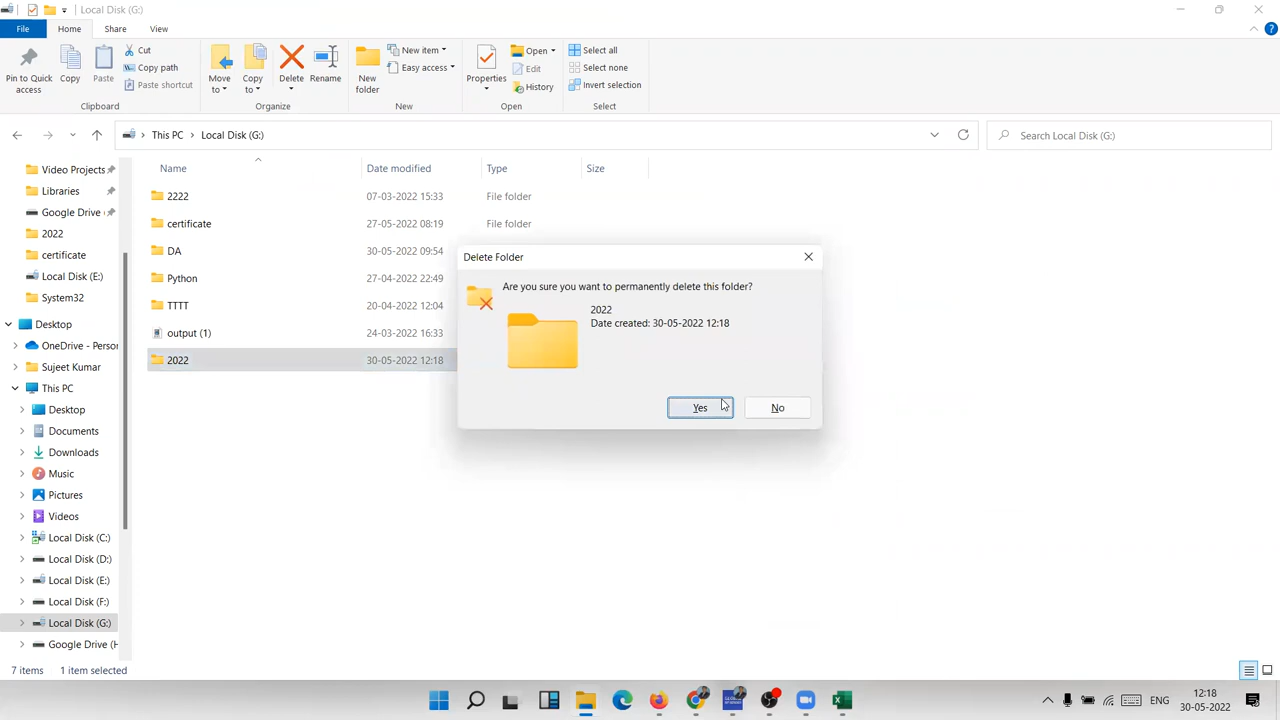 Local Disk (G:)
File Home Share View
Pin to Quick access
Copy
Paste
Cut
Copy path
Paste shortcut
Clipboard
Move to
Copy to
Delete
Rename
Organize
New folder
New item
Easy access
New
Properties
Open
Edit
History
Open
Select all
Select none
Invert selection
Select
This PC Local Disk (G:)
Search Local Disk (G:)
Video Projects
Libraries
Google Drive
2022
certificate
Local Disk (E:)
System32
Desktop
OneDrive - Person
Sujeet Kumar
This PC
Desktop
Documents
Downloads
Music
Pictures
Videos
Local Disk (C:)
Local Disk (D:)
Local Disk (E:)
Local Disk (F:)
Local Disk (G:)
Google Drive (H
Name Date modified Type Size
2222 07-03-2022 15:33 File folder
certificate 27-05-2022 08:19 File folder
DA 30-05-2022 09:54
Python 27-04-2022 22:49
TTTT 20-04-2022 12:04
output (1) 24-03-2022 16:33
2022 30-05-2022 12:18
Delete Folder
Are you sure you want to permanently delete this folder?
2022
Date created: 30-05-2022 12:18
Yes No
7 items 1 item selected
ENG
12:18
30-05-2022